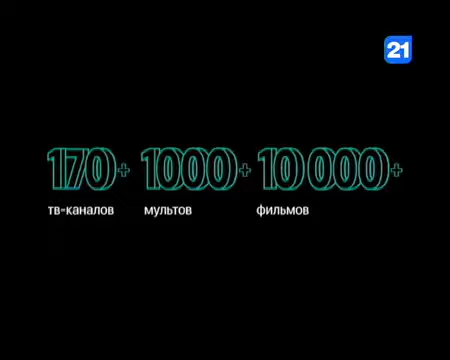 21
170+ 1000+ 10 000+
тв-каналов мультов фильмов